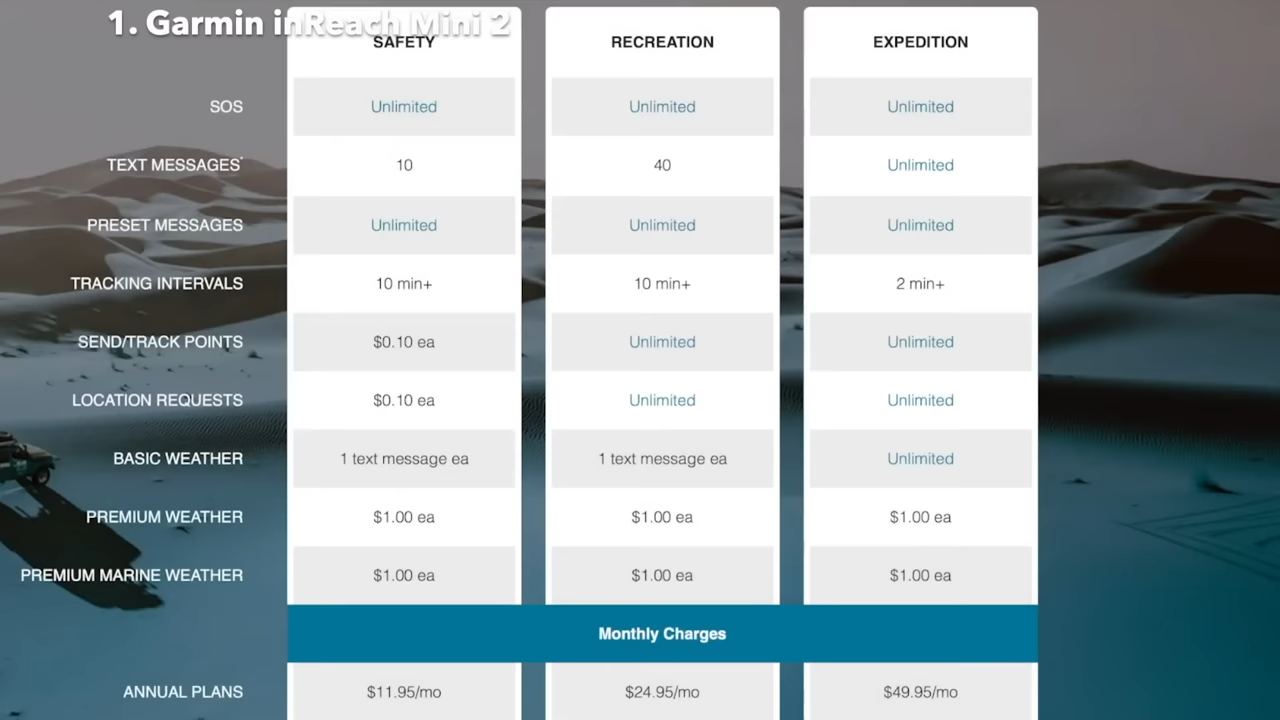 1. Garmin inReach Mini 2
SAFETY RECREATION EXPEDITION
SOS Unlimited Unlimited Unlimited
TEXT MESSAGES* 10 40 Unlimited
PRESET MESSAGES Unlimited Unlimited Unlimited
TRACKING INTERVALS 10 min+ 10 min+ 2 min+
SEND/TRACK POINTS $0.10 ea Unlimited Unlimited
LOCATION REQUESTS $0.10 ea Unlimited Unlimited
BASIC WEATHER 1 text message ea 1 text message ea Unlimited
PREMIUM WEATHER $1.00 ea $1.00 ea $1.00 ea
PREMIUM MARINE WEATHER $1.00 ea $1.00 ea $1.00 ea
Monthly Charges
ANNUAL PLANS $11.95/mo $24.95/mo $49.95/mo